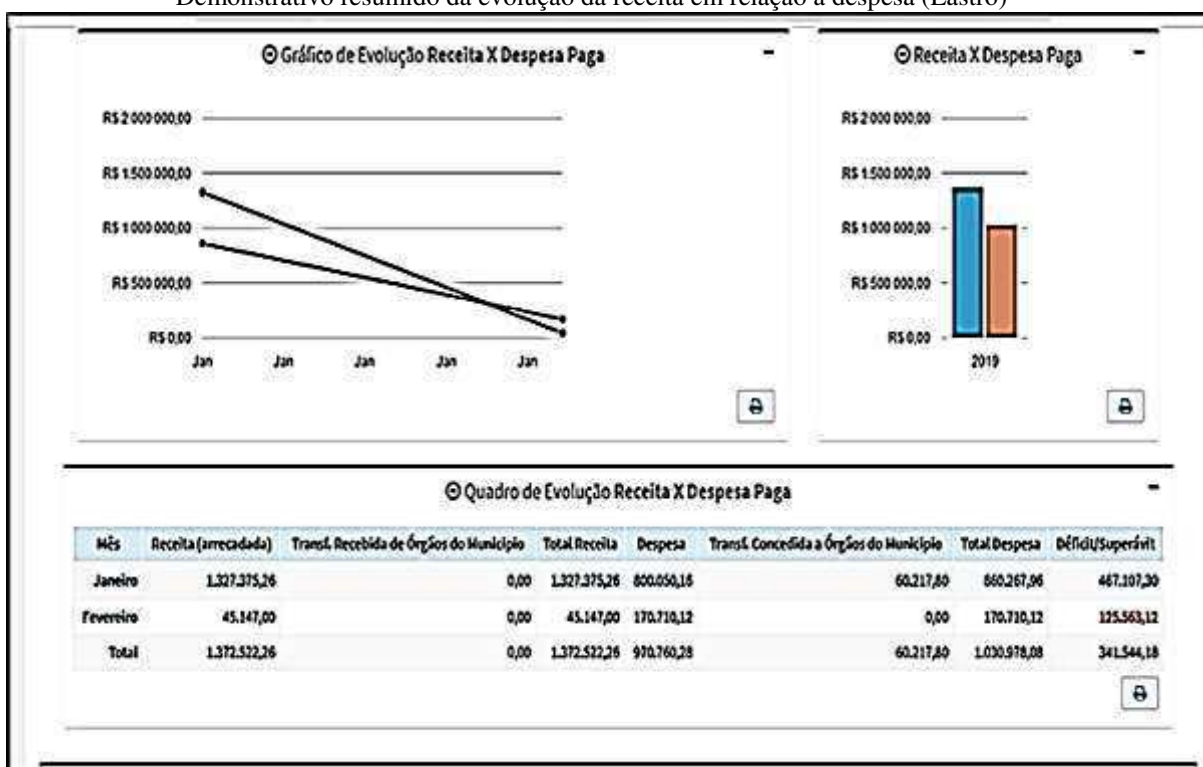 Demonstrativo resumido da evolução da receita em relação à despesa (Lastro)
Gráfico de Evolução Receita X Despesa Paga
R$ 2 000 000,00
R$ 1 500 000,00
R$ 1 000 000,00
R$ 500 000,00
R$ 0,00
Jan Jan Jan Jan Jan
Receita X Despesa Paga
R$ 2 000 000,00
R$ 1 500 000,00
R$ 1 000 000,00
R$ 500 000,00
R$ 0,00
2019
Quadro de Evolução Receita X Despesa Paga
Mês Receita (arrecadada) Transf. Recebida de Órgãos do Município Total Receita Despesa Transf. Concedida a Órgãos do Município Total Despesa Déficit/Superávit
Janeiro 1.327.375,26 0,00 1.327.375,26 800.050,16 60.217,80 860.267,96 467.107,30
Fevereiro 45.147,00 0,00 45.147,00 170.710,12 0,00 170.710,12 125.563,12
Total 1.372.522,26 0,00 1.372.522,26 970.760,28 60.217,80 1.030.978,08 341.544,18